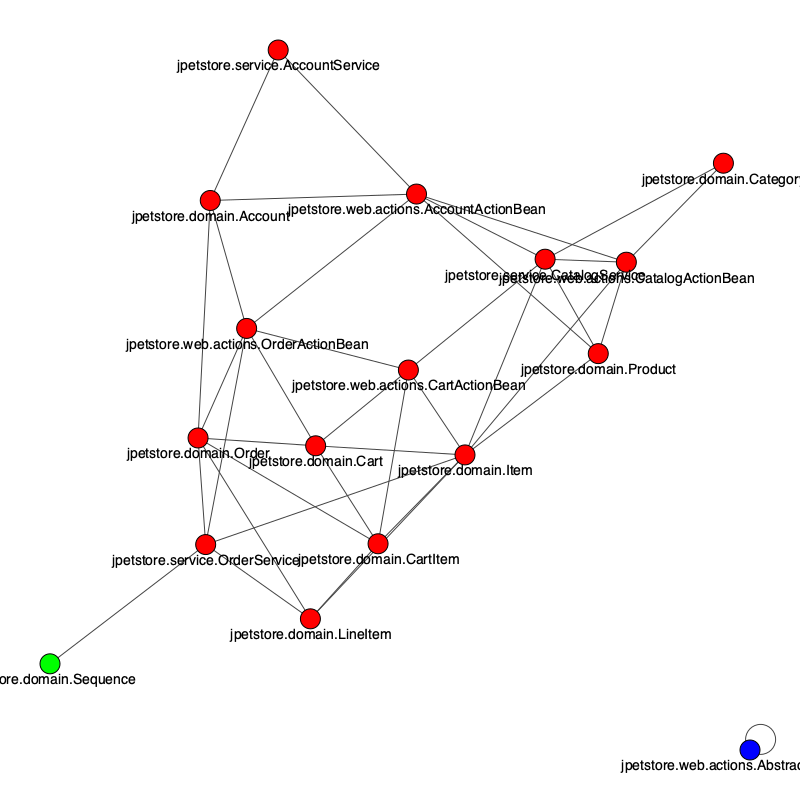 jpetstore.service.AccountService
jpetstore.domain.Category
jpetstore.domain.Account
jpetstore.web.actions.AccountActionBean
jpetstore.service.CatalogService
jpetstore.web.actions.CatalogActionBean
jpetstore.web.actions.OrderActionBean
jpetstore.domain.Product
jpetstore.web.actions.CartActionBean
jpetstore.domain.Order
jpetstore.domain.Cart
jpetstore.domain.Item
jpetstore.service.OrderService
jpetstore.domain.CartItem
jpetstore.domain.LineItem
ore.domain.Sequence
jpetstore.web.actions.Abstrac